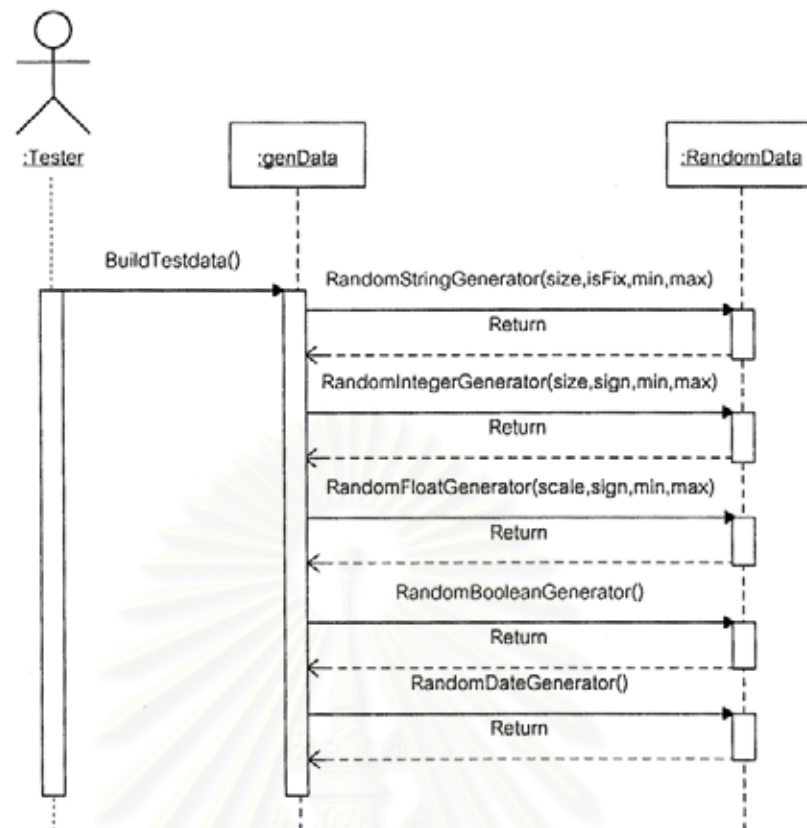 :Tester
:genData
:RandomData
BuildTestdata()
RandomStringGenerator(size,isFix,min,max)
Return
RandomIntegerGenerator(size,sign,min,max)
Return
RandomFloatGenerator(scale,sign,min,max)
Return
RandomBooleanGenerator()
Return
RandomDateGenerator()
Return